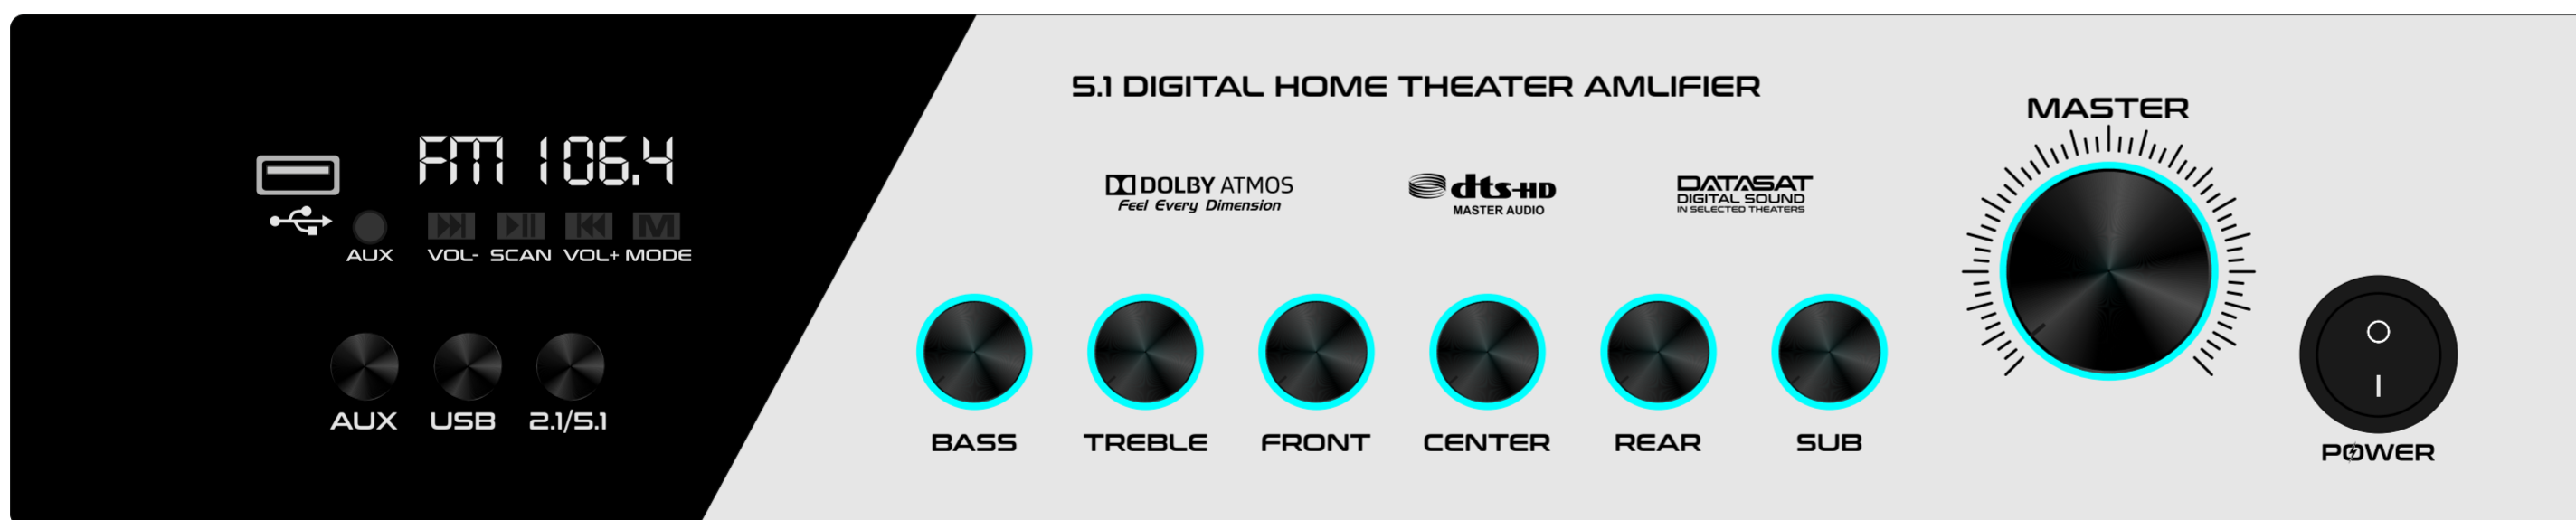 5.1 DIGITAL HOME THEATER AMLIFIER
MASTER
FM 106.4
DOLBY ATMOS
Feel Every Dimension
dts-HD
MASTER AUDIO
DATASAT
DIGITAL SOUND
IN SELECTED THEATERS
M
AUX VOL- SCAN VOL+ MODE
AUX USB 2.1/5.1
BASS TREBLE FRONT CENTER REAR SUB
POWER